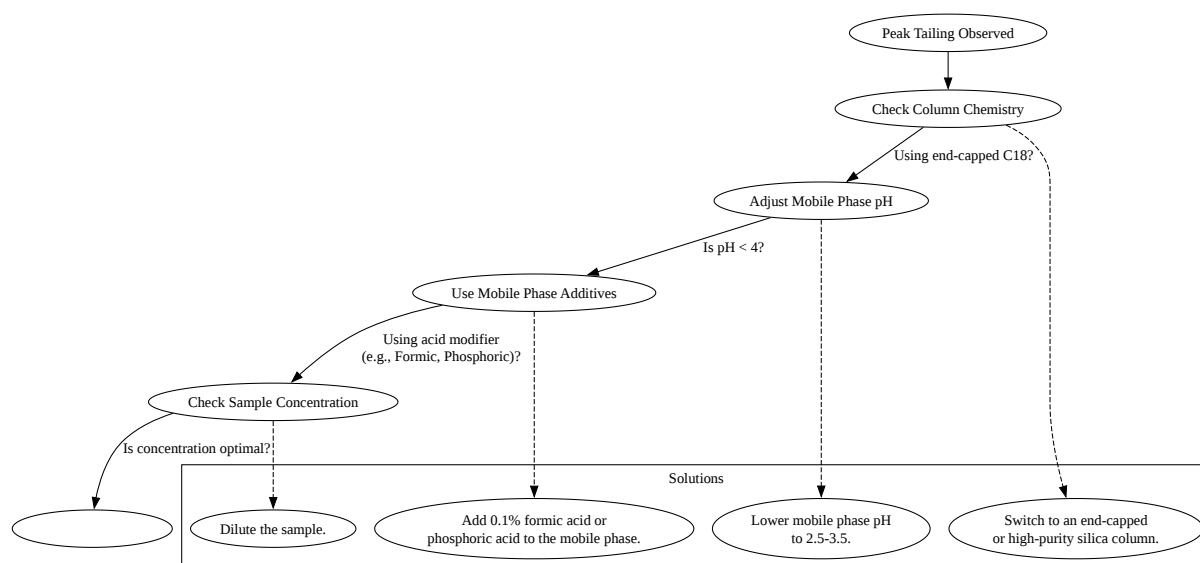 Peak Tailing Observed
Check Column Chemistry
Using end-capped C18?
Adjust Mobile Phase pH
Is pH < 4?
Use Mobile Phase Additives
Using acid modifier
(e.g., Formic, Phosphoric)?
Check Sample Concentration
Is concentration optimal?
Solutions
Dilute the sample.
Add 0.1% formic acid or
phosphoric acid to the mobile phase.
Lower mobile phase pH
to 2.5-3.5.
Switch to an end-capped
or high-purity silica column.